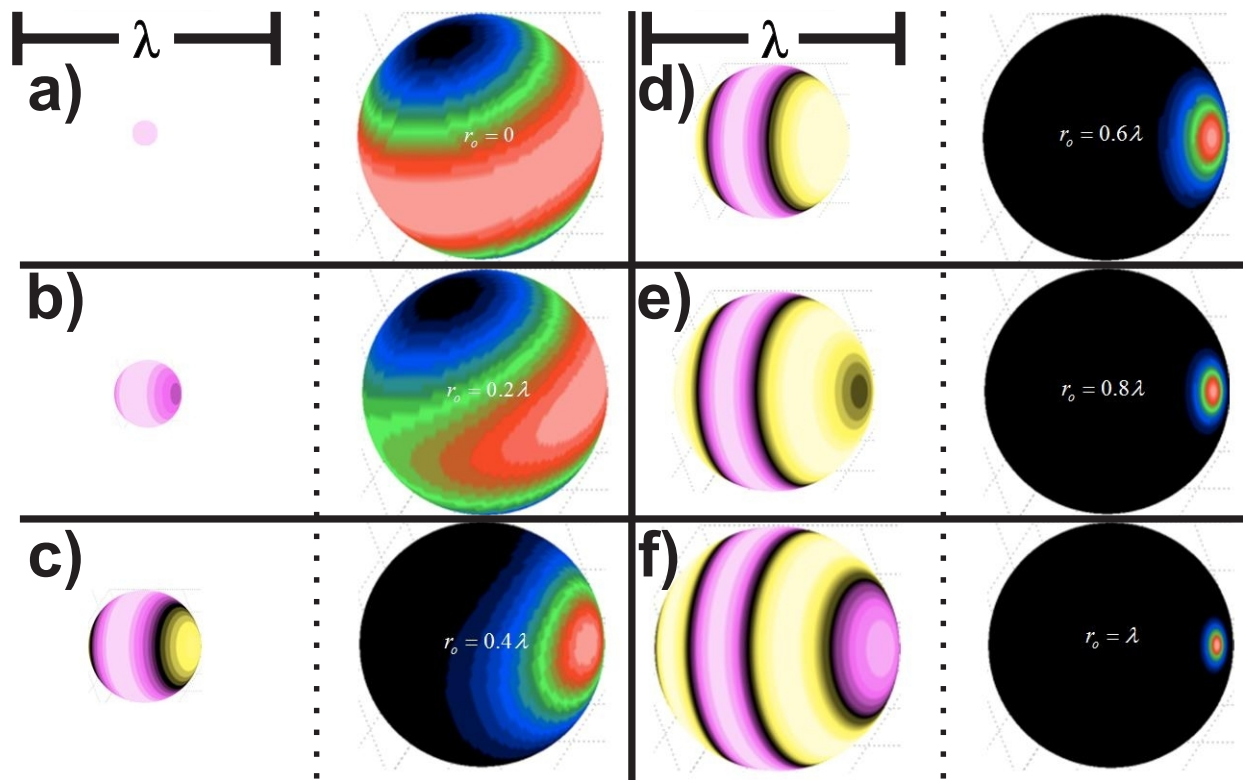 λ
a)
r_o = 0
b)
r_o = 0.2λ
c)
r_o = 0.4λ
λ
d)
r_o = 0.6λ
e)
r_o = 0.8λ
f)
r_o = λ